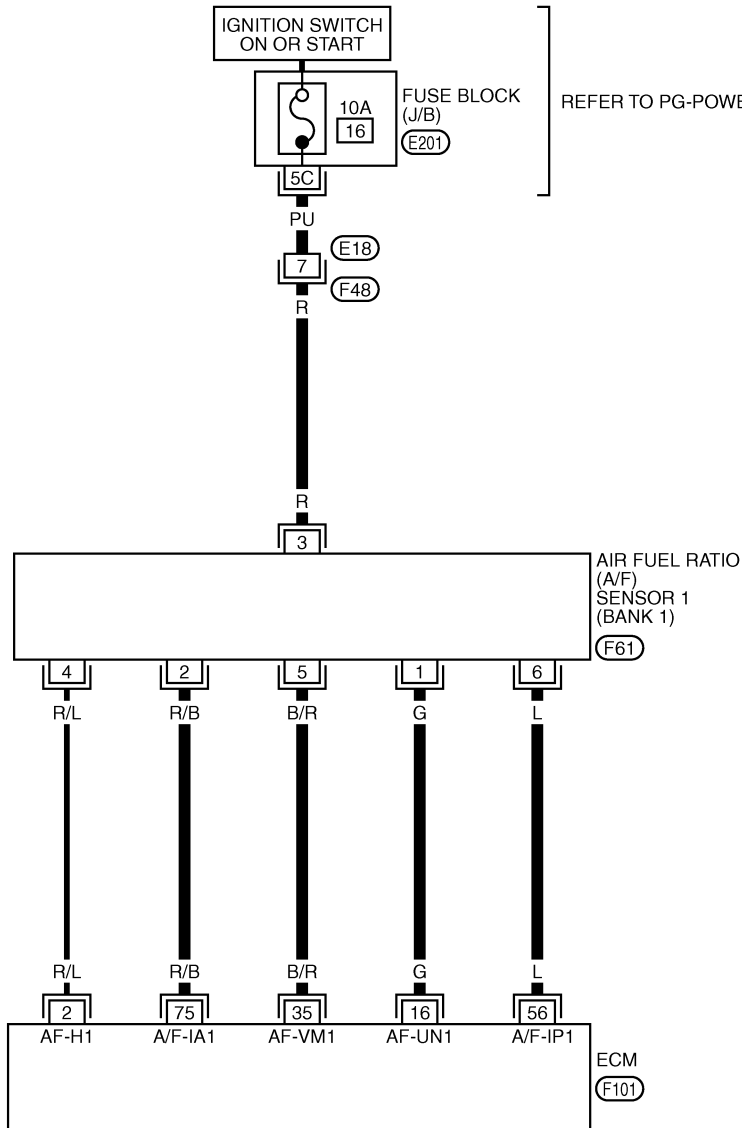 IGNITION SWITCH
ON OR START
FUSE BLOCK
(J/B)
E201
10A
16
REFER TO PG-POWE
5C
PU
E18
7
F48
R
R
3
AIR FUEL RATIO
(A/F)
SENSOR 1
(BANK 1)
F61
4 2 5 1 6
R/L R/B B/R G L
R/L R/B B/R G L
2 75 35 16 56
AF-H1 A/F-IA1 AF-VM1 AF-UN1 A/F-IP1
ECM
F101